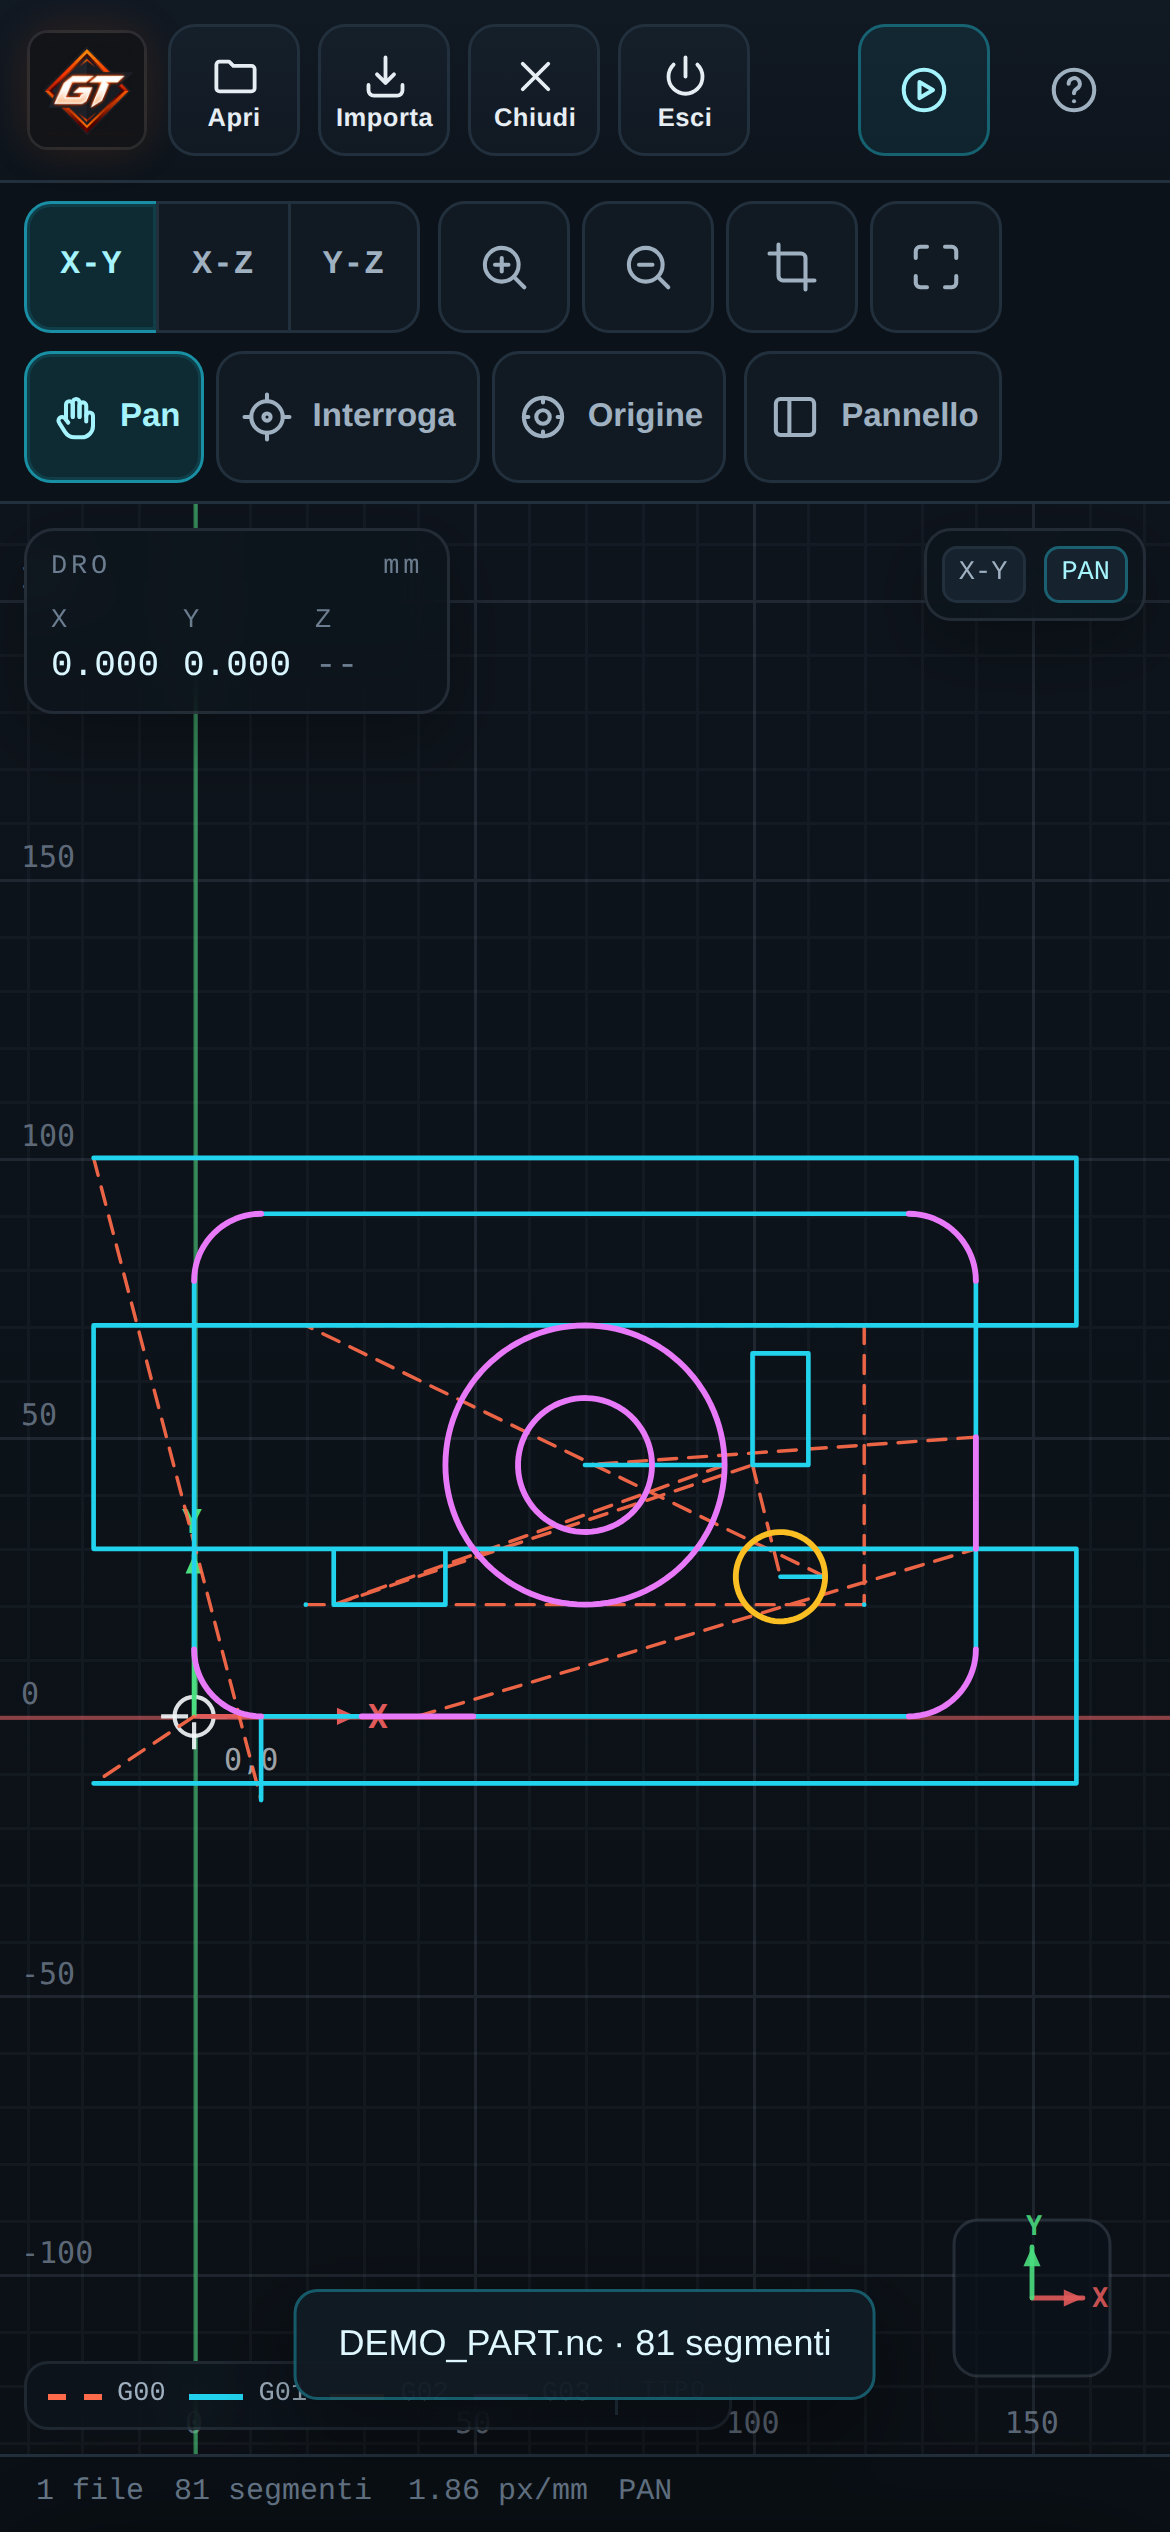 GT
Apri Importa Chiudi Esci
X-Y X-Z Y-Z
Pan Interroga Origine Pannello
DRO mm
X-Y PAN
X Y Z
0.000 0.000 --
150
100
50
Y
0
X
0,0
-50
-100
Y
X
DEMO_PART.nc · 81 segmenti
G00 G01 G02 G03
0 50 100 150
1 file 81 segmenti 1.86 px/mm PAN